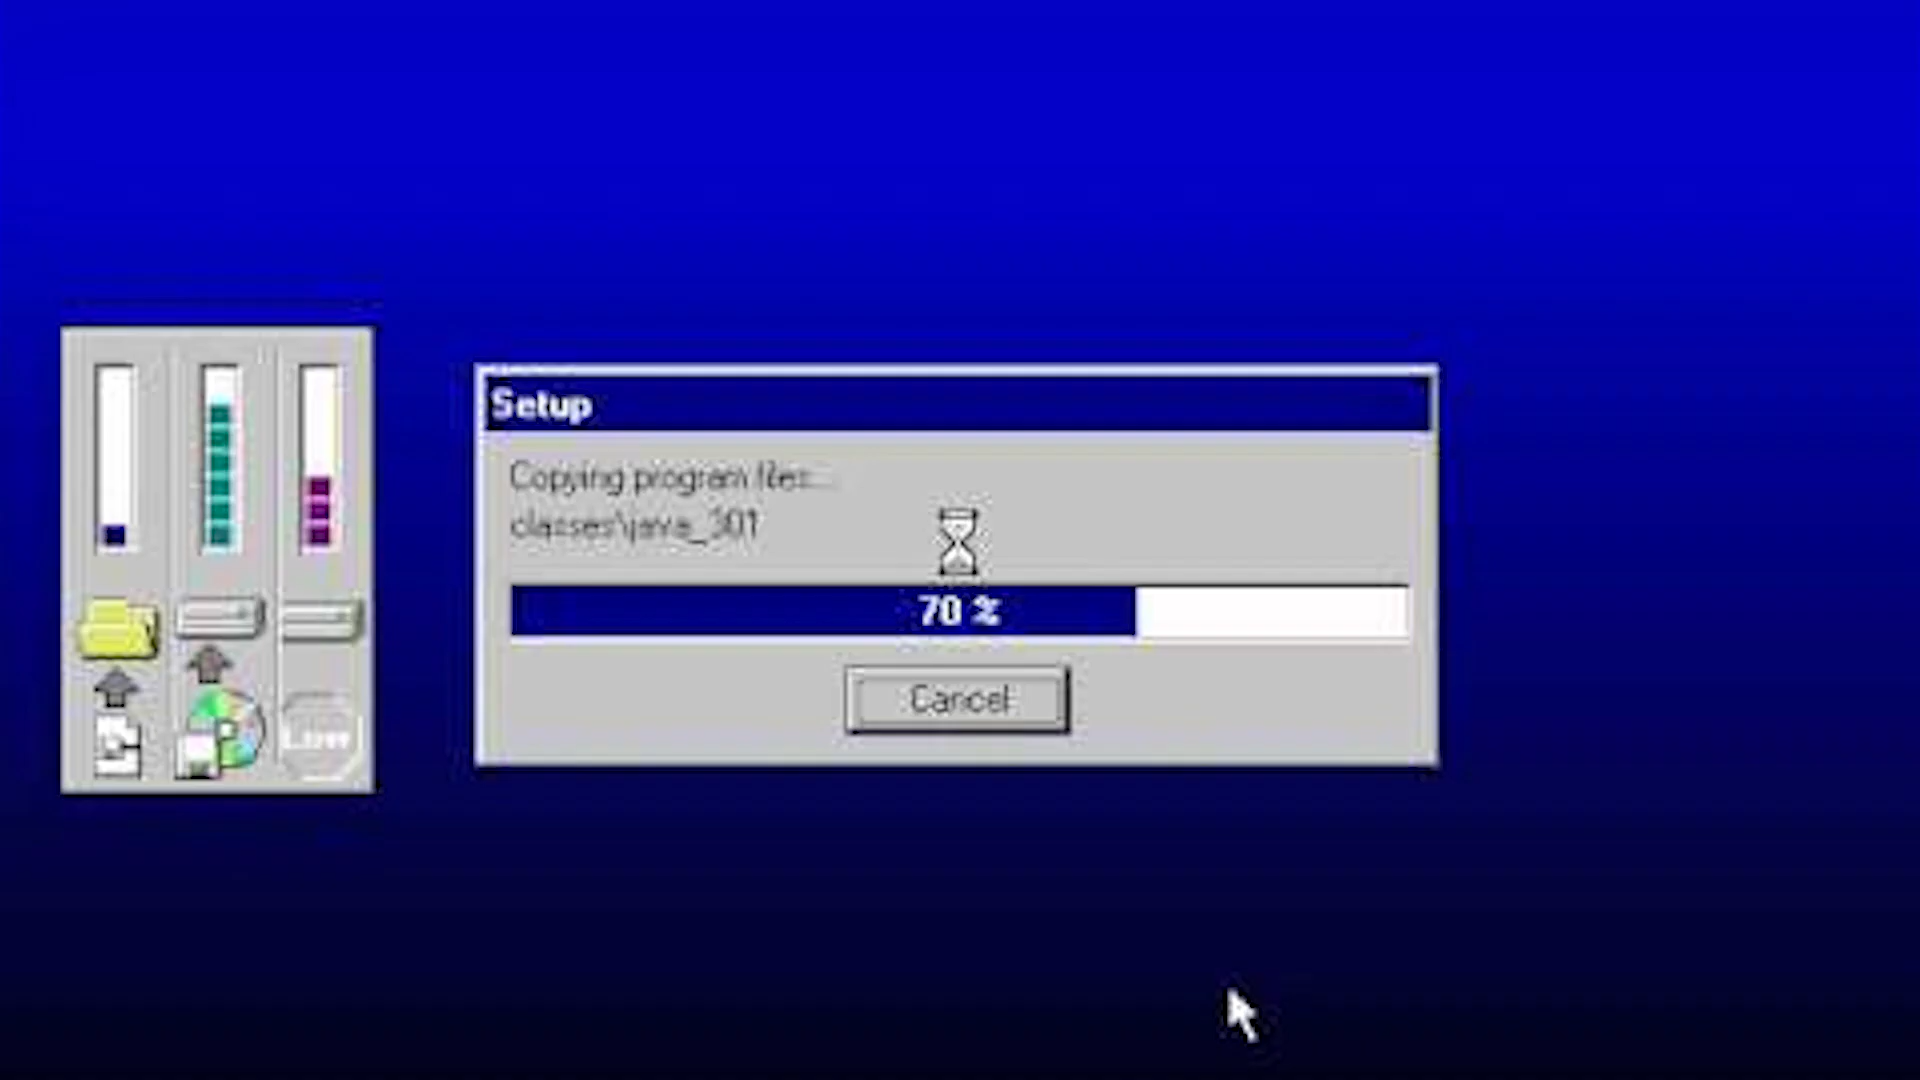 Setup
Copying program files...
classes\java_301
70 %
Cancel